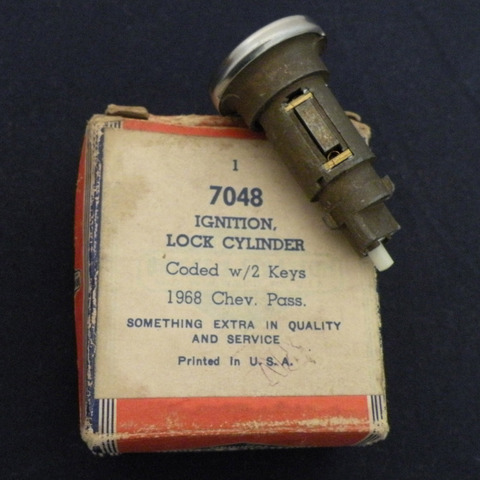 1
7048
IGNITION,
LOCK CYLINDER
Coded w/2 Keys
1968 Chev. Pass.
SOMETHING EXTRA IN QUALITY
AND SERVICE
Printed In U.S.A.